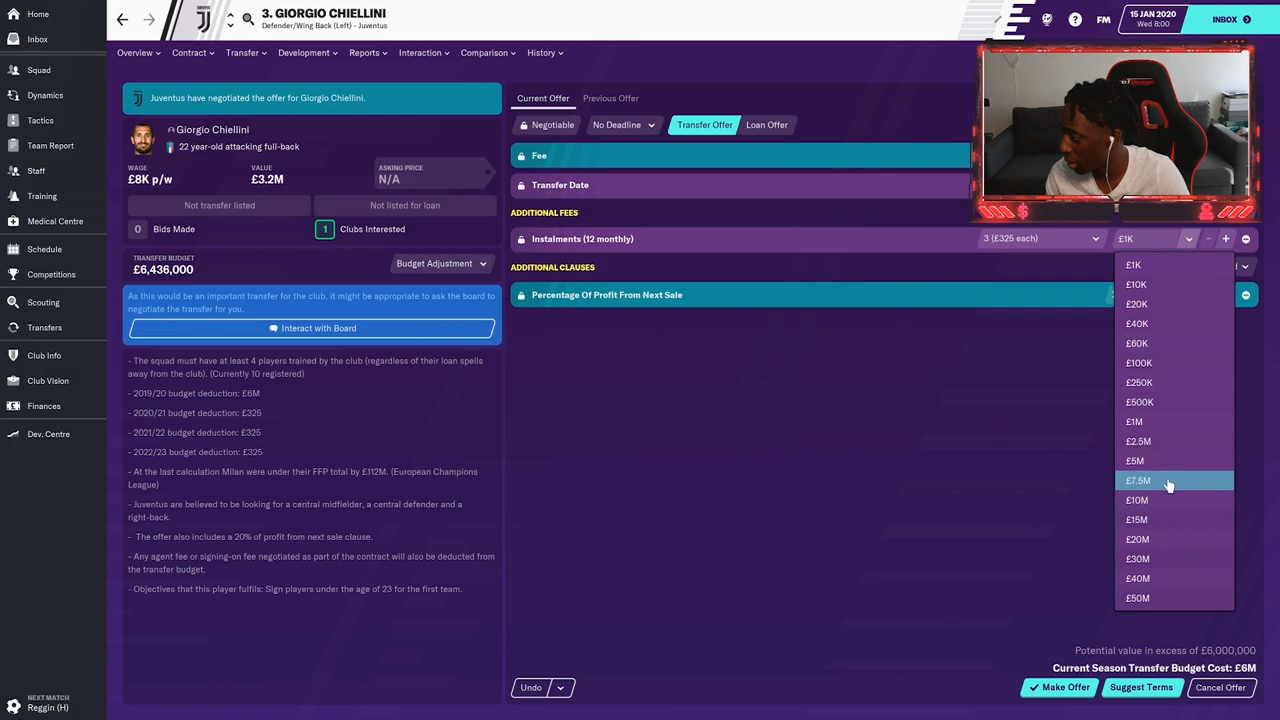 Home
Inbox
Squad
Dynamics
Tactics
Team Report
Staff
Training
Medical Centre
Schedule
Competitions
Scouting
Transfers
Club Info
Club Vision
Finances
Dev. Centre
NEXT MATCH
Reggin (H)
3. GIORGIO CHIELLINI
Defender/Wing Back (Left) - Juventus
FM
15 JAN 2020
Wed 8:00
INBOX
Overview
Contract
Transfer
Development
Reports
Interaction
Comparison
History
Juventus have negotiated the offer for Giorgio Chiellini.
Giorgio Chiellini
22 year-old attacking full-back
WAGE
£8K p/w
VALUE
£3.2M
ASKING PRICE
N/A
Not transfer listed
Not listed for loan
0 Bids Made
1 Clubs Interested
TRANSFER BUDGET
£6,436,000
Budget Adjustment
As this would be an important transfer for the club, it might be appropriate to ask the board to
negotiate the transfer for you.
Interact with Board
- The squad must have at least 4 players trained by the club (regardless of their loan spells
away from the club). (Currently 10 registered)
- 2019/20 budget deduction: £6M
- 2020/21 budget deduction: £325
- 2021/22 budget deduction: £325
- 2022/23 budget deduction: £325
- At the last calculation Milan were under their FFP total by £112M. (European Champions
League)
- Juventus are believed to be looking for a central midfielder, a central defender and a
right-back.
- The offer also includes a 20% of profit from next sale clause.
- Any agent fee or signing-on fee negotiated as part of the contract will also be deducted from
the transfer budget.
- Objectives that this player fulfils: Sign players under the age of 23 for the first team.
Current Offer
Previous Offer
Negotiable
No Deadline
Transfer Offer
Loan Offer
Fee
Transfer Date
ADDITIONAL FEES
Instalments (12 monthly)
3 (£325 each)
£1K
ADDITIONAL CLAUSES
Percentage Of Profit From Next Sale
£1K
£10K
£20K
£40K
£60K
£100K
£250K
£500K
£1M
£2.5M
£5M
£7.5M
£10M
£15M
£20M
£30M
£40M
£50M
Potential value in excess of £6,000,000
Current Season Transfer Budget Cost: £6M
Undo
Make Offer
Suggest Terms
Cancel Offer